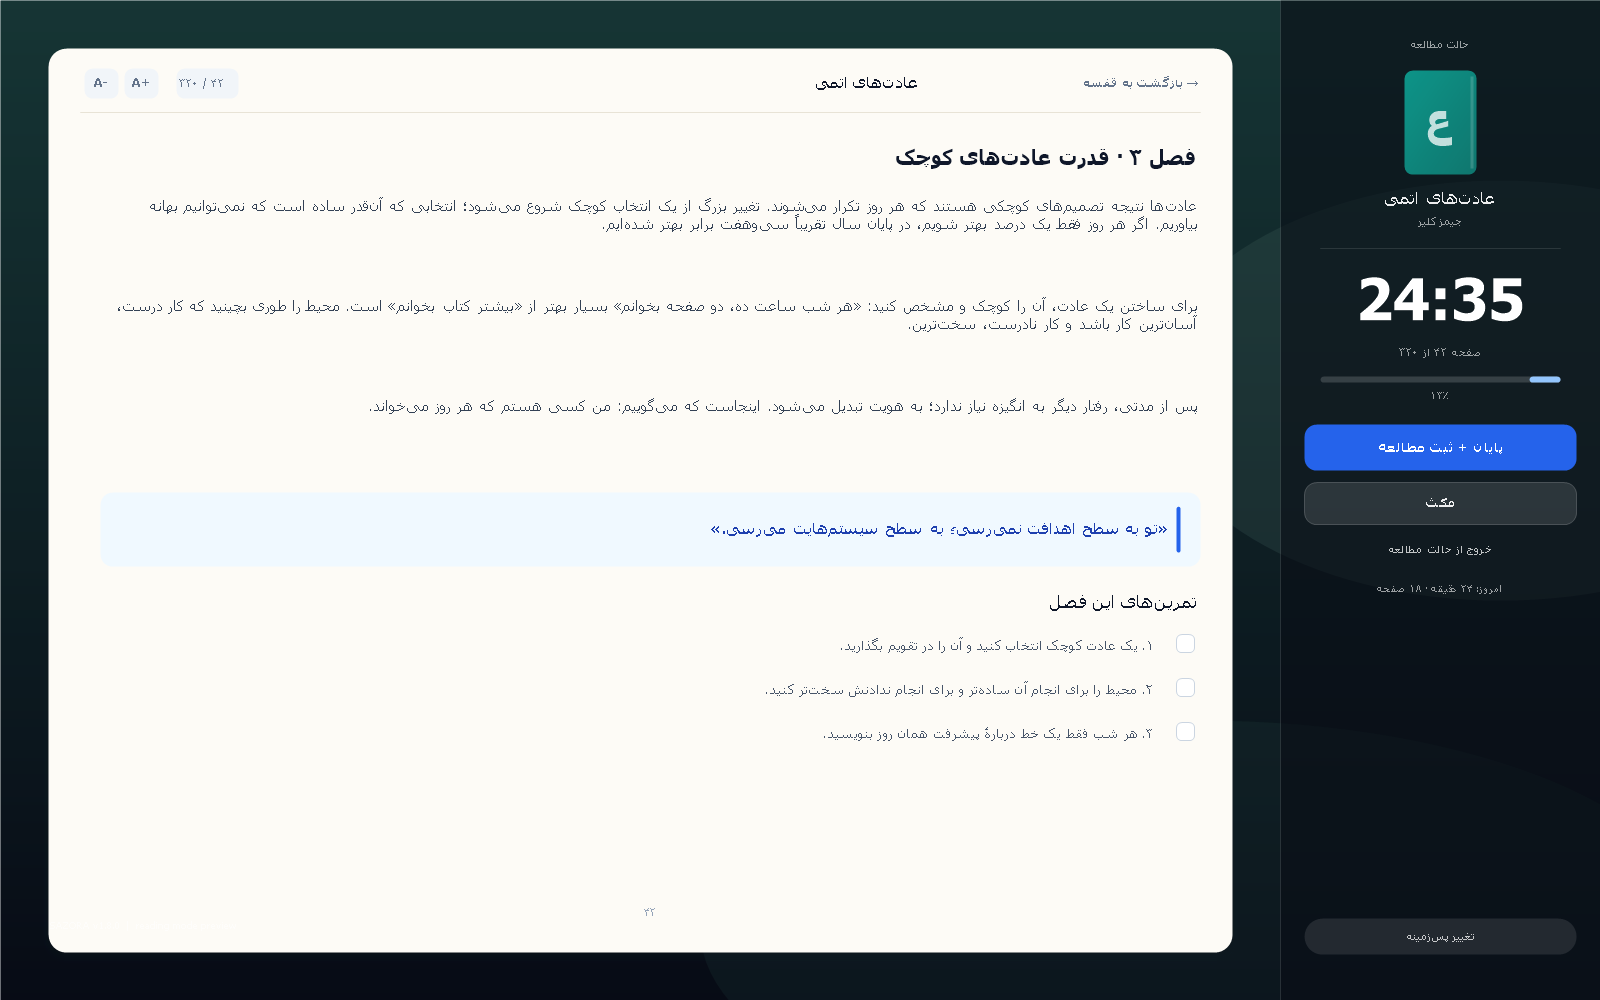 → بازگشت به قفسه
عادت‌های اتمی
۴۲ / ۳۲۰
A+
A-
فصل ۳ · قدرت عادت‌های کوچک
عادت‌ها نتیجه تصمیم‌های کوچکی هستند که هر روز تکرار می‌شوند. تغییر بزرگ از یک انتخاب کوچک شروع می‌شود؛ انتخابی که آن‌قدر ساده است که نمی‌توانیم بهانه
بیاوریم. اگر هر روز فقط یک درصد بهتر شویم، در پایان سال تقریباً سی‌وهفت برابر بهتر شده‌ایم.
برای ساختن یک عادت، آن را کوچک و مشخص کنید: «هر شب ساعت ده، دو صفحه بخوانم» بسیار بهتر از «بیشتر کتاب بخوانم» است. محیط را طوری بچینید که کار درست،
آسان‌ترین کار باشد و کار نادرست، سخت‌ترین.
پس از مدتی، رفتار دیگر به انگیزه نیاز ندارد؛ به هویت تبدیل می‌شود. اینجاست که می‌گوییم: من کسی هستم که هر روز می‌خواند.
«تو به سطح اهدافت نمی‌رسی؛ به سطح سیستم‌هایت می‌رسی.»
تمرین‌های این فصل
۱. یک عادت کوچک انتخاب کنید و آن را در تقویم بگذارید.
۲. محیط را برای انجام آن ساده‌تر و برای انجام ندادنش سخت‌تر کنید.
۳. هر شب فقط یک خط دربارهٔ پیشرفت همان روز بنویسید.
۴۲
حالت مطالعه
ع
عادت‌های اتمی
جیمز کلیر
24:35
صفحه ۴۲ از ۳۲۰
۱۳٪
پایان + ثبت مطالعه
مکث
خروج از حالت مطالعه
امروز: ۲۴ دقیقه · ۱۸ صفحه
تغییر پس‌زمینه